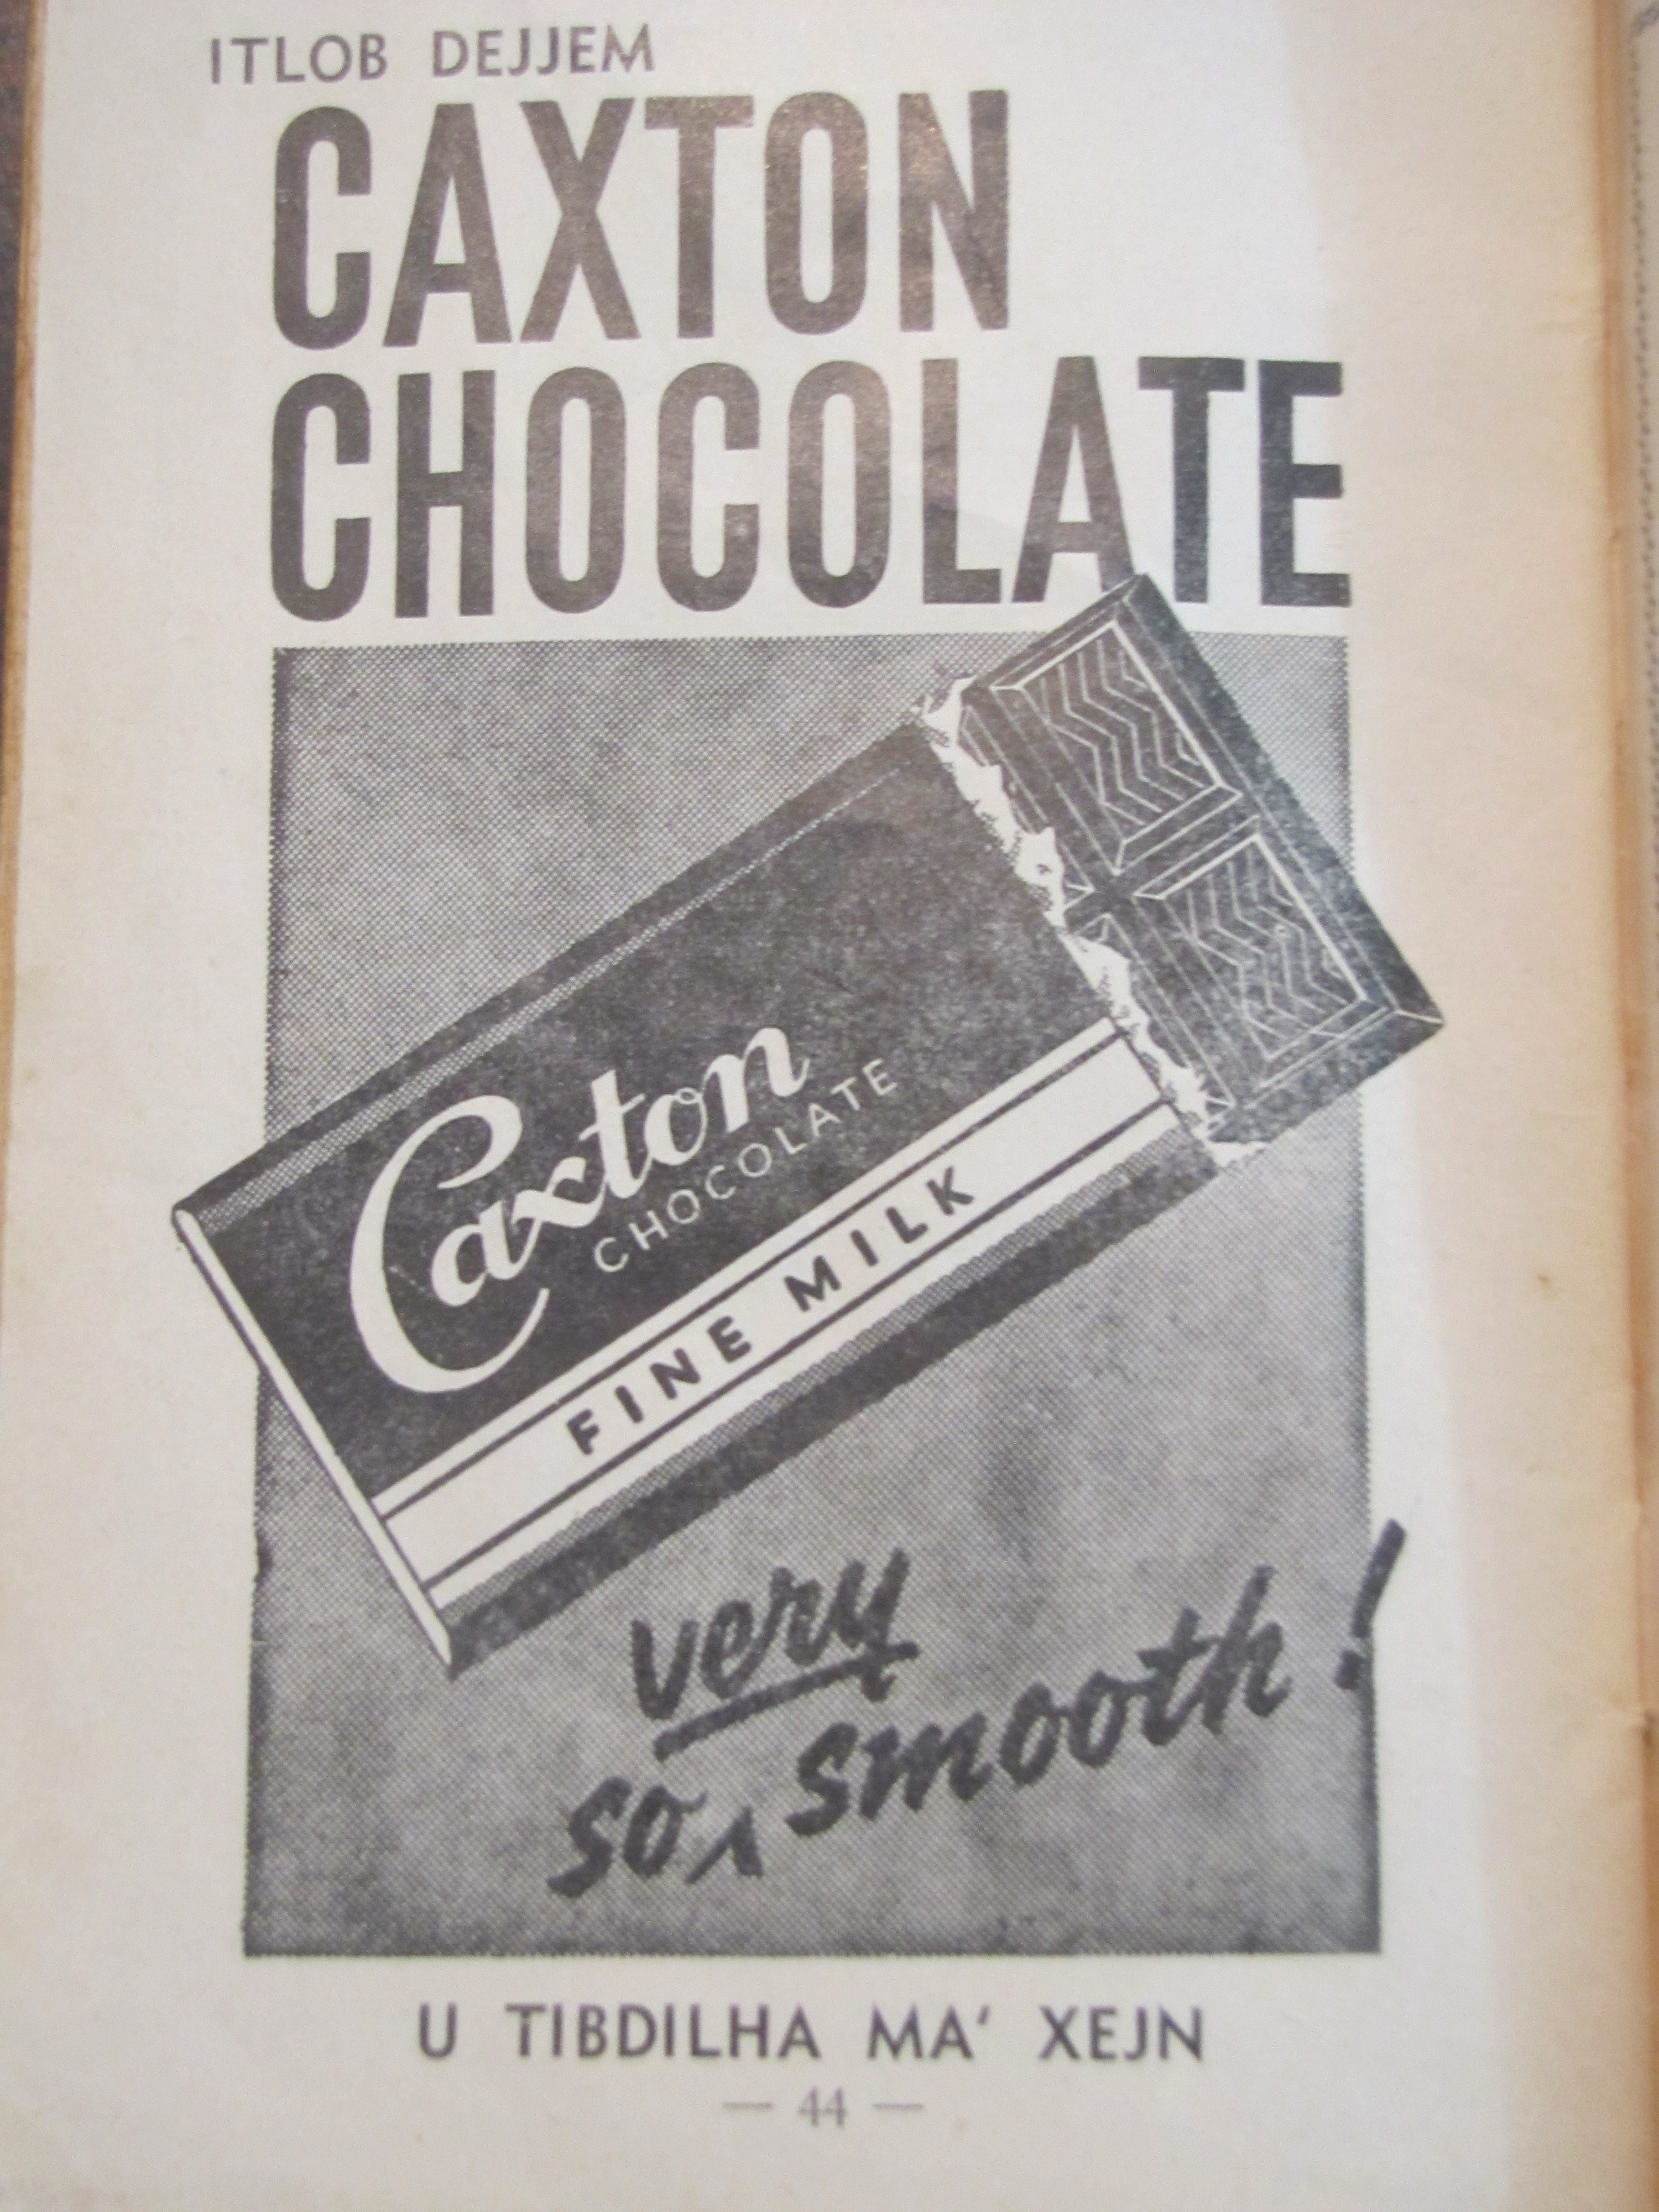 ITLOB DEJJEM
CAXTON
CHOCOLATE
Caxton
CHOCOLATE
FINE MILK
very
so ‸ smooth!
U TIBDILHA MA‘ XEJN
— 44 —